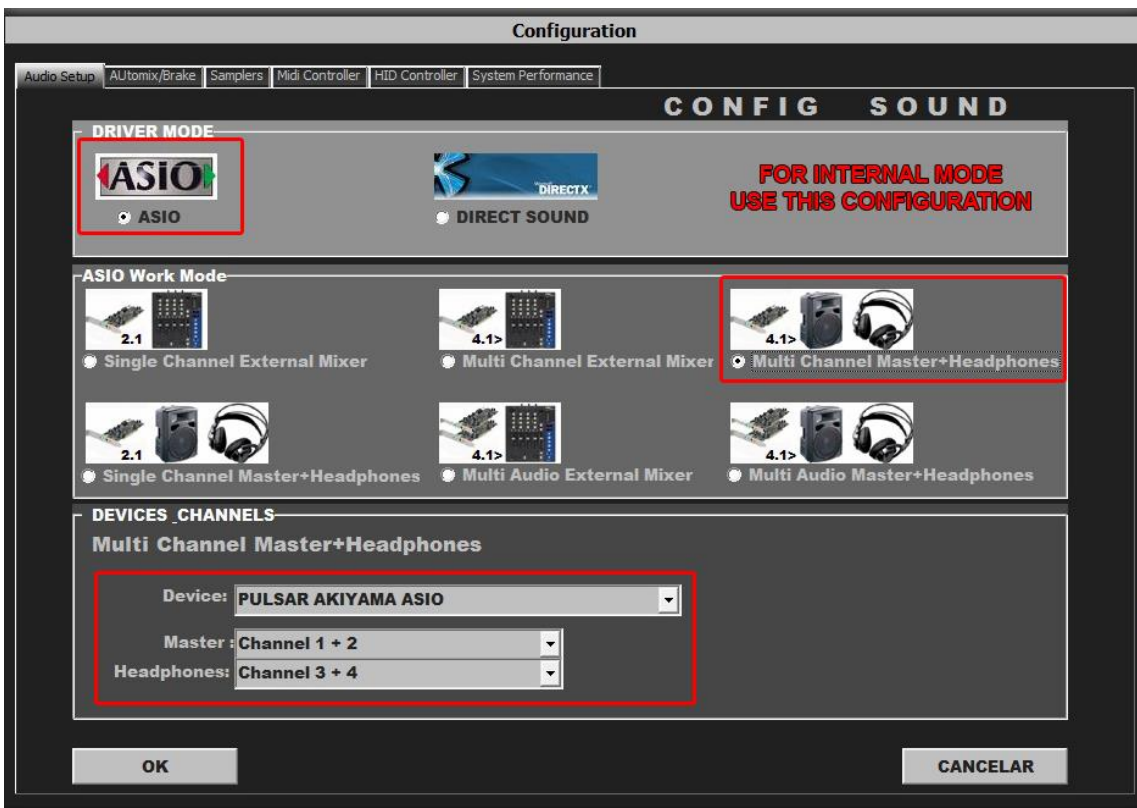 Configuration
Audio Setup AUtomix/Brake Samplers Midi Controller HID Controller System Performance
CONFIG SOUND
DRIVER MODE
ASIO
DIRECTX
FOR INTERNAL MODE
USE THIS CONFIGURATION
ASIO
DIRECT SOUND
ASIO Work Mode
2.1
4.1>
4.1>
Single Channel External Mixer
Multi Channel External Mixer
Multi Channel Master+Headphones
2.1
4.1>
4.1>
Single Channel Master+Headphones
Multi Audio External Mixer
Multi Audio Master+Headphones
DEVICES_CHANNELS
Multi Channel Master+Headphones
Device: PULSAR AKIYAMA ASIO
Master : Channel 1 + 2
Headphones: Channel 3 + 4
OK
CANCELAR